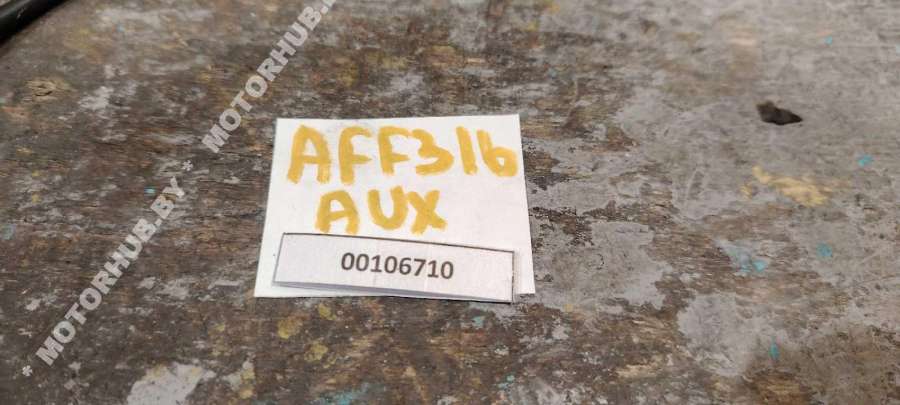 AFF316
AUX
00106710
* MOTORHUB.BY * MOTORHUB.BY